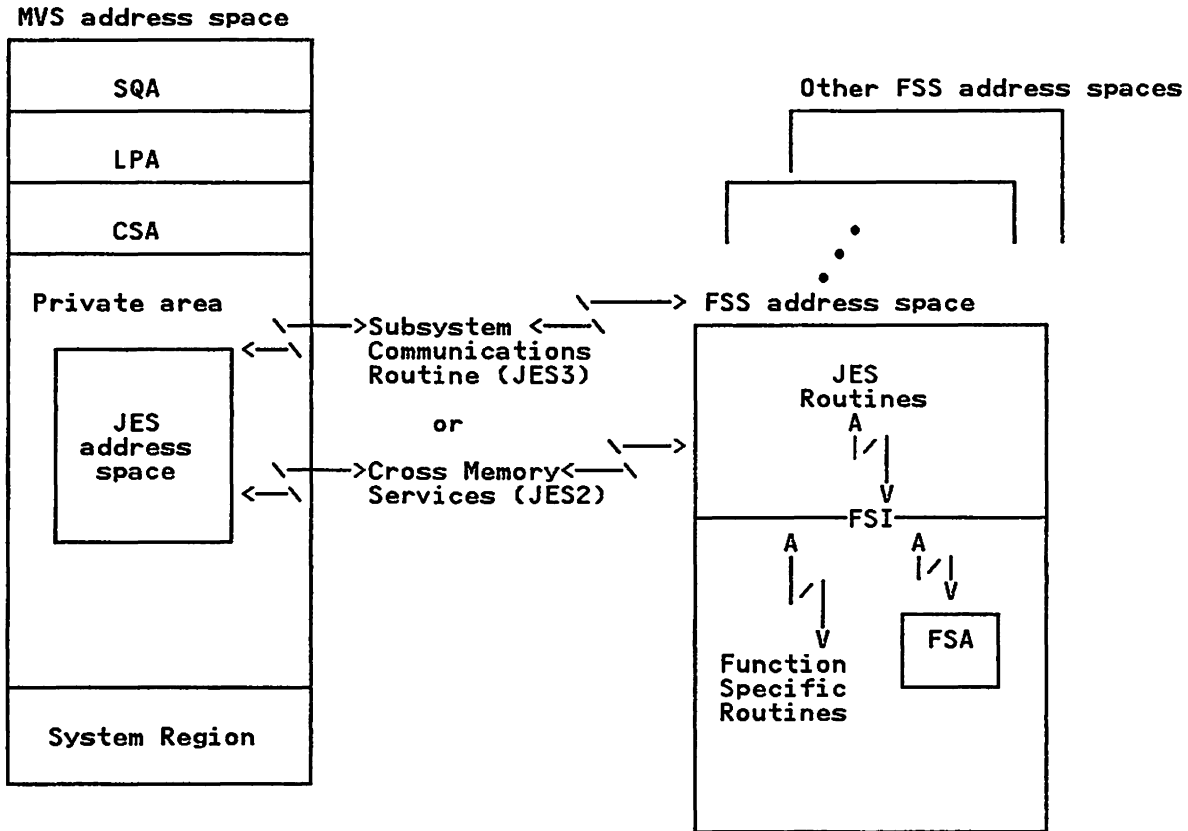 MVS address space
SQA
LPA
CSA
Private area
JES
address
space
System Region
Subsystem
Communications
Routine (JES3)
or
Cross Memory
Services (JES2)
Other FSS address spaces
FSS address space
JES
Routines
FSI
Function
Specific
Routines
FSA